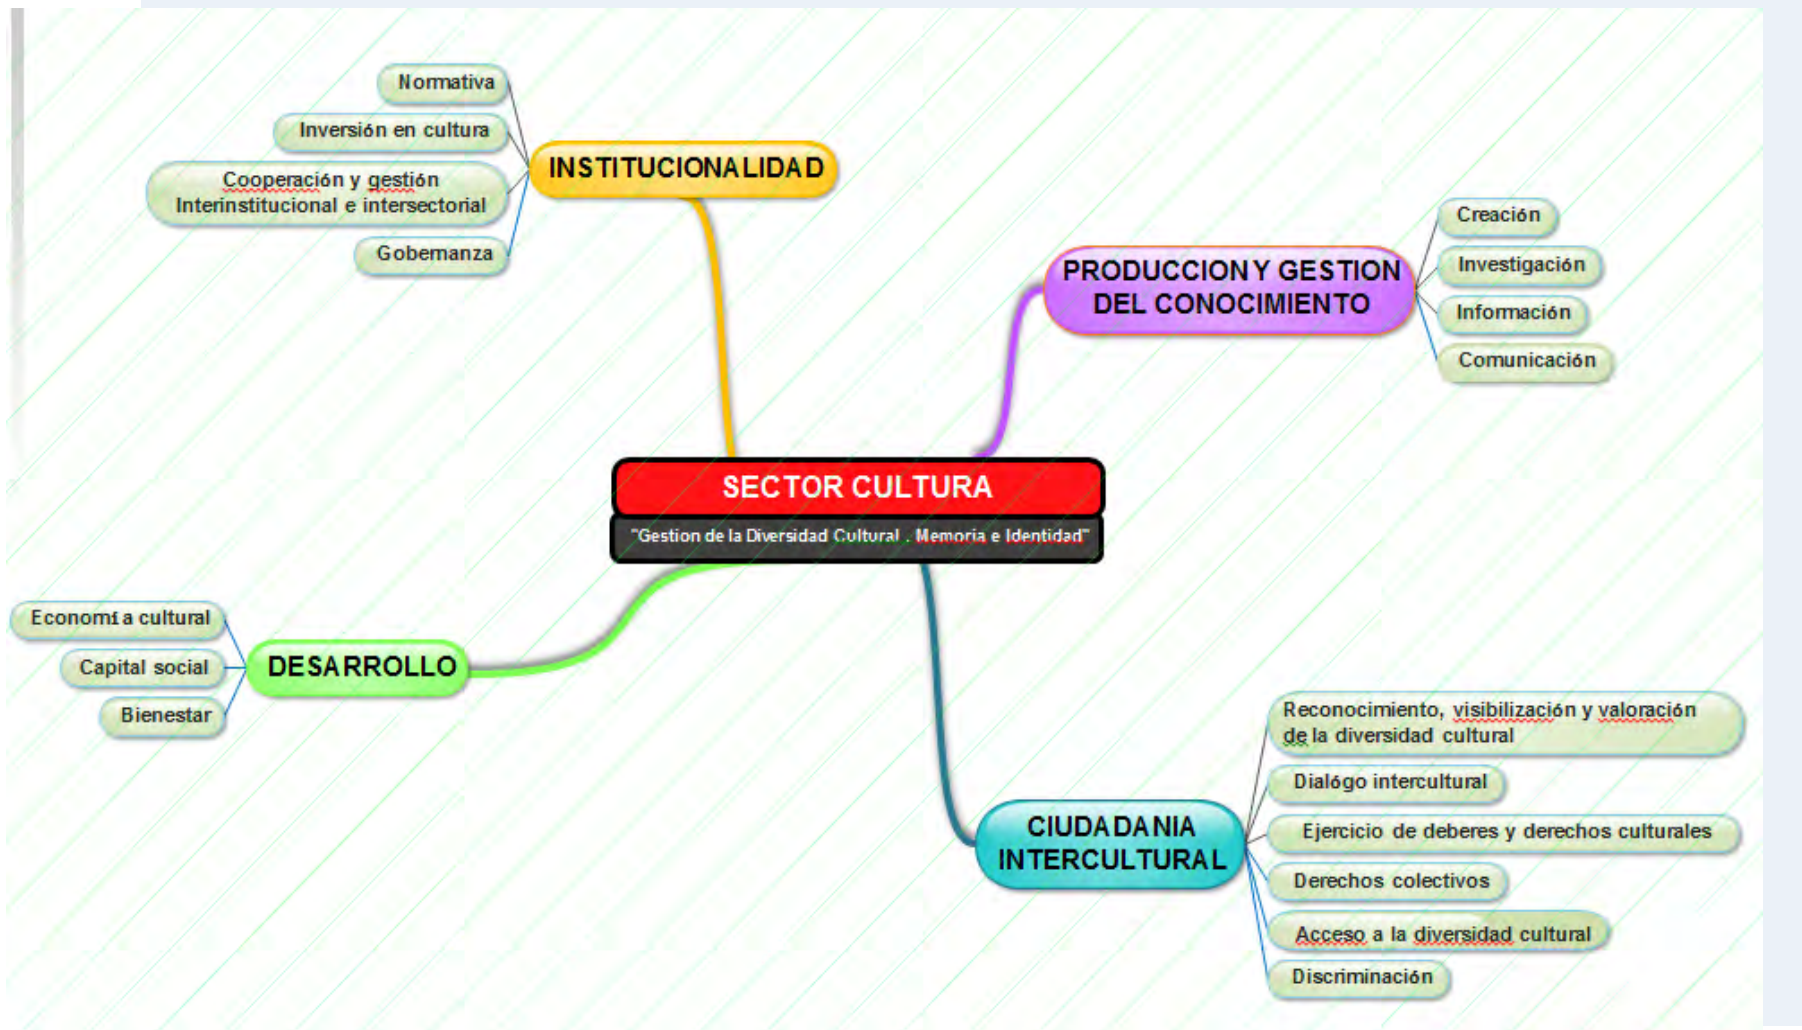 Normativa
Inversión en cultura
Cooperación y gestión
Interinstitucional e intersectorial
Gobernanza
INSTITUCIONALIDAD
PRODUCCION Y GESTION
DEL CONOCIMIENTO
Creación
Investigación
Información
Comunicación
SECTOR CULTURA
"Gestion de la Diversidad Cultural . Memoria e Identidad"
Economía cultural
Capital social
Bienestar
DESARROLLO
CIUDADANIA
INTERCULTURAL
Reconocimiento, visibilización y valoración
de la diversidad cultural
Dialógo intercultural
Ejercicio de deberes y derechos culturales
Derechos colectivos
Acceso a la diversidad cultural
Discriminación